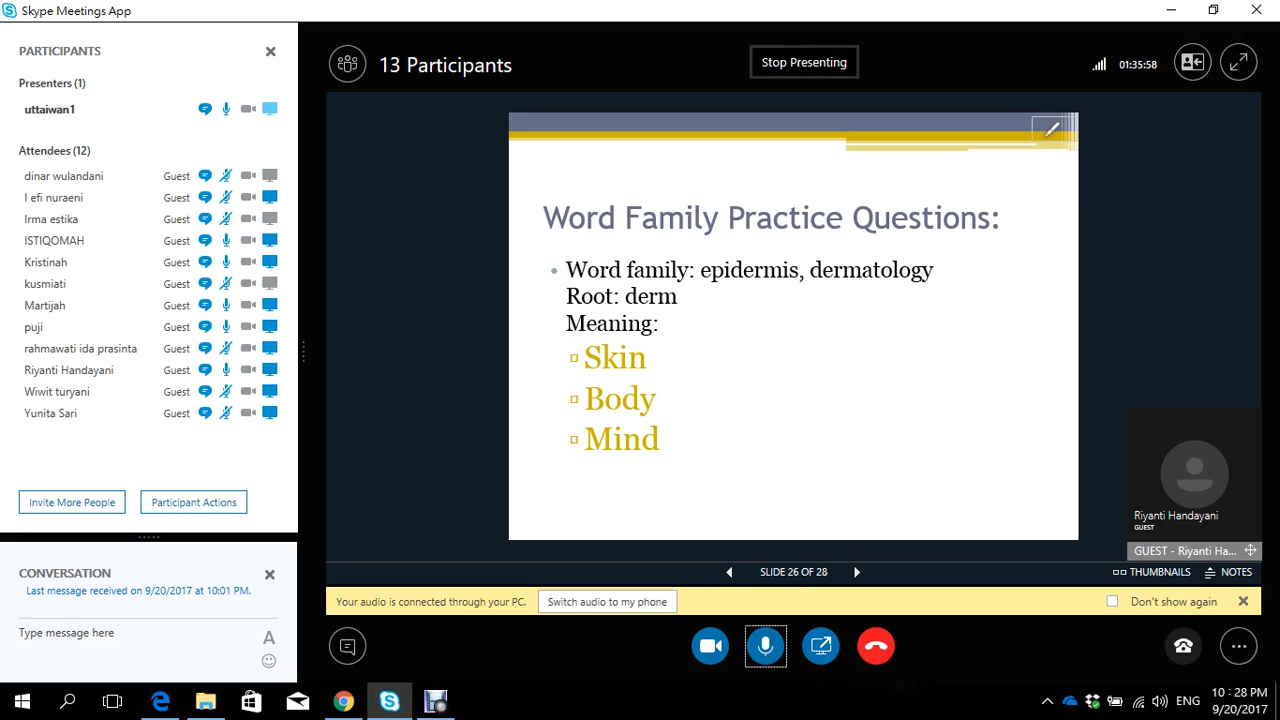 Skype Meetings App
PARTICIPANTS
Presenters (1)
uttaiwan1
Attendees (12)
dinar wulandani Guest
I efi nuraeni Guest
Irma estika Guest
ISTIQOMAH Guest
Kristinah Guest
kusmiati Guest
Martijah Guest
puji Guest
rahmawati ida prasinta Guest
Riyanti Handayani Guest
Wiwit turyani Guest
Yunita Sari Guest
Invite More People Participant Actions
CONVERSATION
Last message received on 9/20/2017 at 10:01 PM.
Type message here
A
13 Participants
Stop Presenting
01:35:58
Word Family Practice Questions:
Word family: epidermis, dermatology
Root: derm
Meaning:
Skin
Body
Mind
Riyanti Handayani
GUEST
GUEST - Riyanti Ha...
SLIDE 26 OF 28
THUMBNAILS NOTES
Your audio is connected through your PC. Switch audio to my phone Don't show again
ENG
10:28 PM
9/20/2017